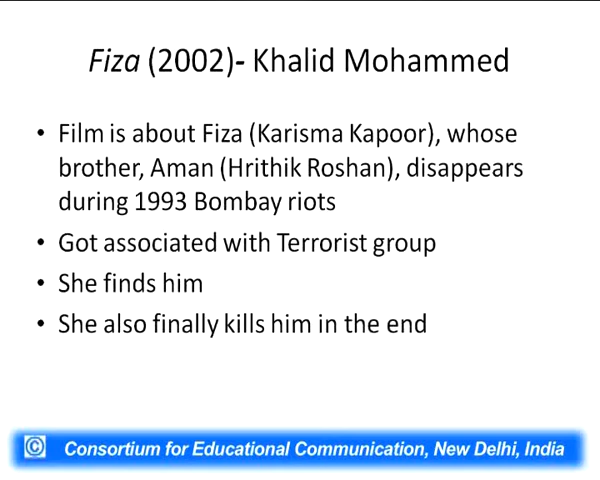 Fiza (2002)- Khalid Mohammed
• Film is about Fiza (Karisma Kapoor), whose
brother, Aman (Hrithik Roshan), disappears
during 1993 Bombay riots
• Got associated with Terrorist group
• She finds him
• She also finally kills him in the end
© Consortium for Educational Communication, New Delhi, India